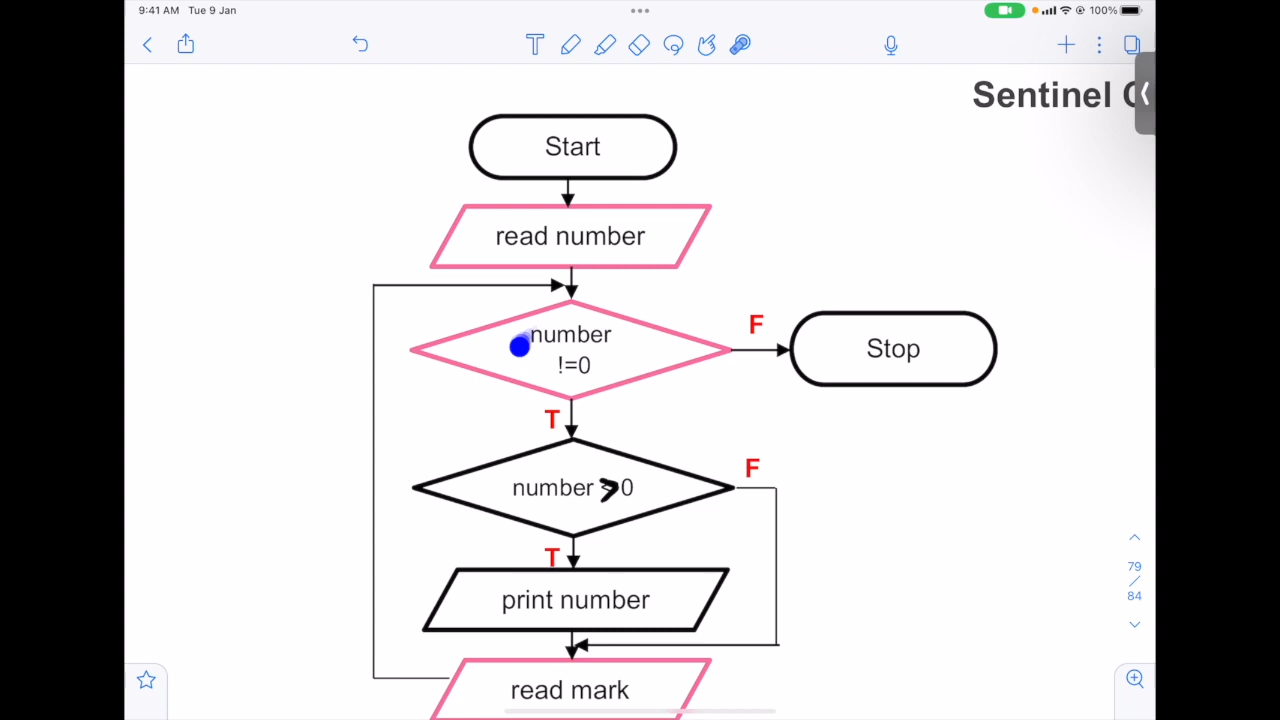 9:41 AM Tue 9 Jan
100%
Sentinel
Start
read number
number
!=0
F
Stop
T
number > 0
F
T
print number
79
84
read mark